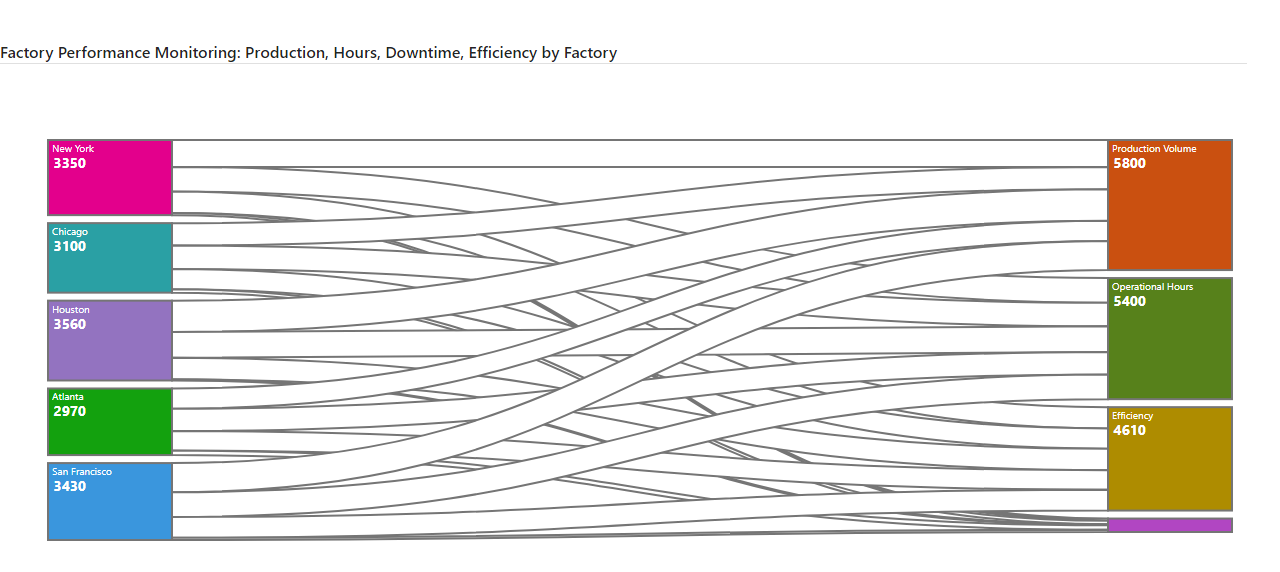 Factory Performance Monitoring: Production, Hours, Downtime, Efficiency by Factory
New York
3350
Chicago
3100
Houston
3560
Atlanta
2970
San Francisco
3430
Production Volume
5800
Operational Hours
5400
Efficiency
4610